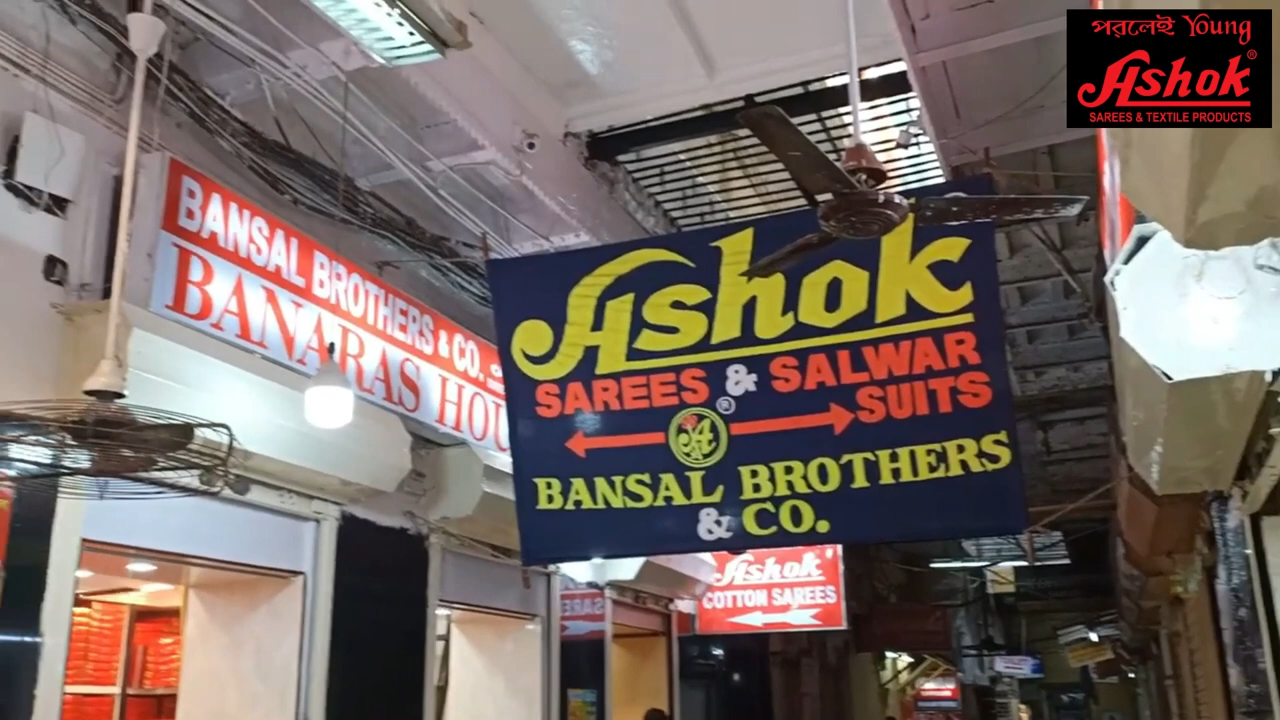 পরলেই Young
Ashok®
SAREES & TEXTILE PRODUCTS
BANSAL BROTHERS & CO.
BANARAS HOU
Ashok
SAREES & SALWAR
SUITS
A ®
BANSAL BROTHERS
& CO.
Ashok
COTTON SAREES